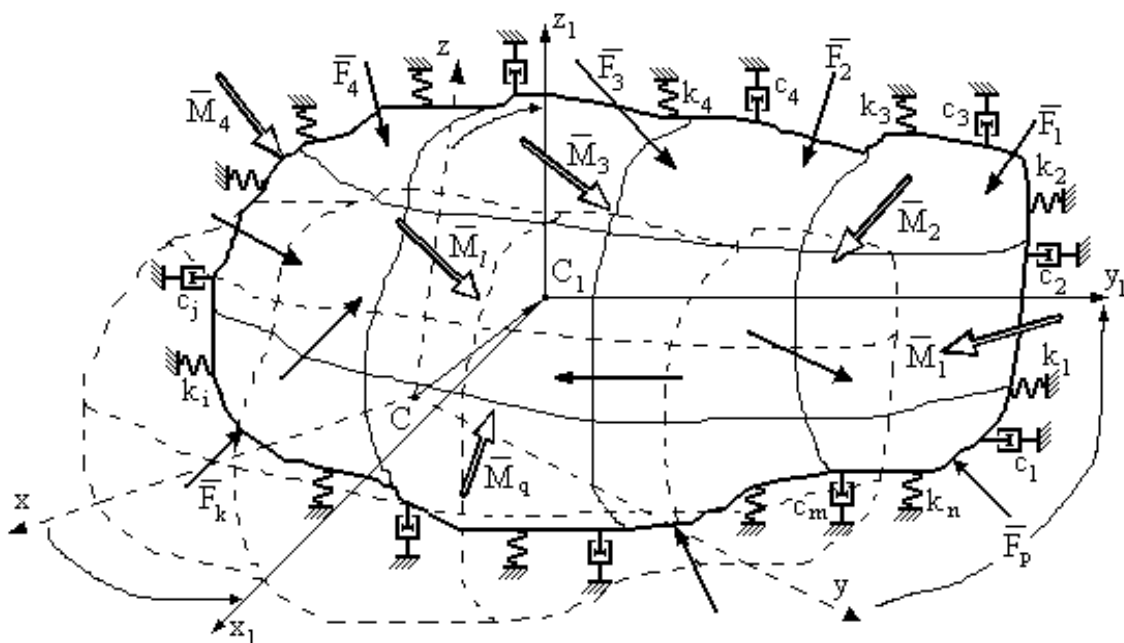 z₁
z
F̅₄
F̅₃
F̅₂
k₄
c₄
k₃
c₃
F̅₁
M̅₄
M̅₃
k₂
M̅₂
M̅ₗ
C₁
c₂
y₁
cⱼ
M̅₁
k₁
kᵢ
C
M̅q
c₁
x
F̅ₖ
cₘ
kₙ
F̅ₚ
y
x₁